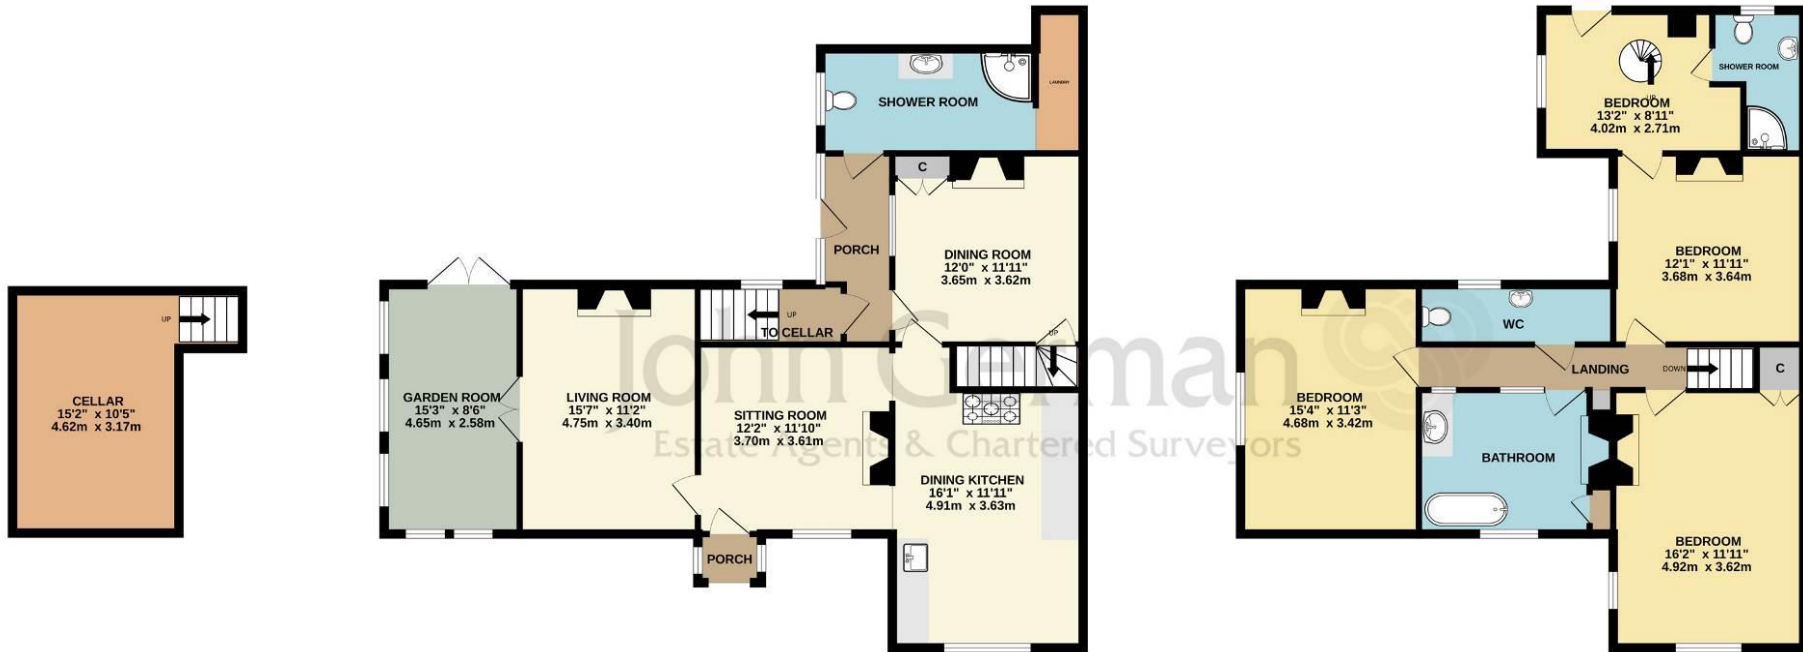 UP
CELLAR
15'2" x 10'5"
4.62m x 3.17m
LAUNDRY
SHOWER ROOM
C
PORCH
DINING ROOM
12'0" x 11'11"
3.65m x 3.62m
UP
TO CELLAR
UP
GARDEN ROOM
15'3" x 8'6"
4.65m x 2.58m
LIVING ROOM
15'7" x 11'2"
4.75m x 3.40m
SITTING ROOM
12'2" x 11'10"
3.70m x 3.61m
DINING KITCHEN
16'1" x 11'11"
4.91m x 3.63m
PORCH
SHOWER ROOM
UP
BEDROOM
13'2" x 8'11"
4.02m x 2.71m
BEDROOM
12'1" x 11'11"
3.68m x 3.64m
WC
LANDING
DOWN
C
BEDROOM
15'4" x 11'3"
4.68m x 3.42m
BATHROOM
BEDROOM
16'2" x 11'11"
4.92m x 3.62m
John German
Estate Agents & Chartered Surveyors